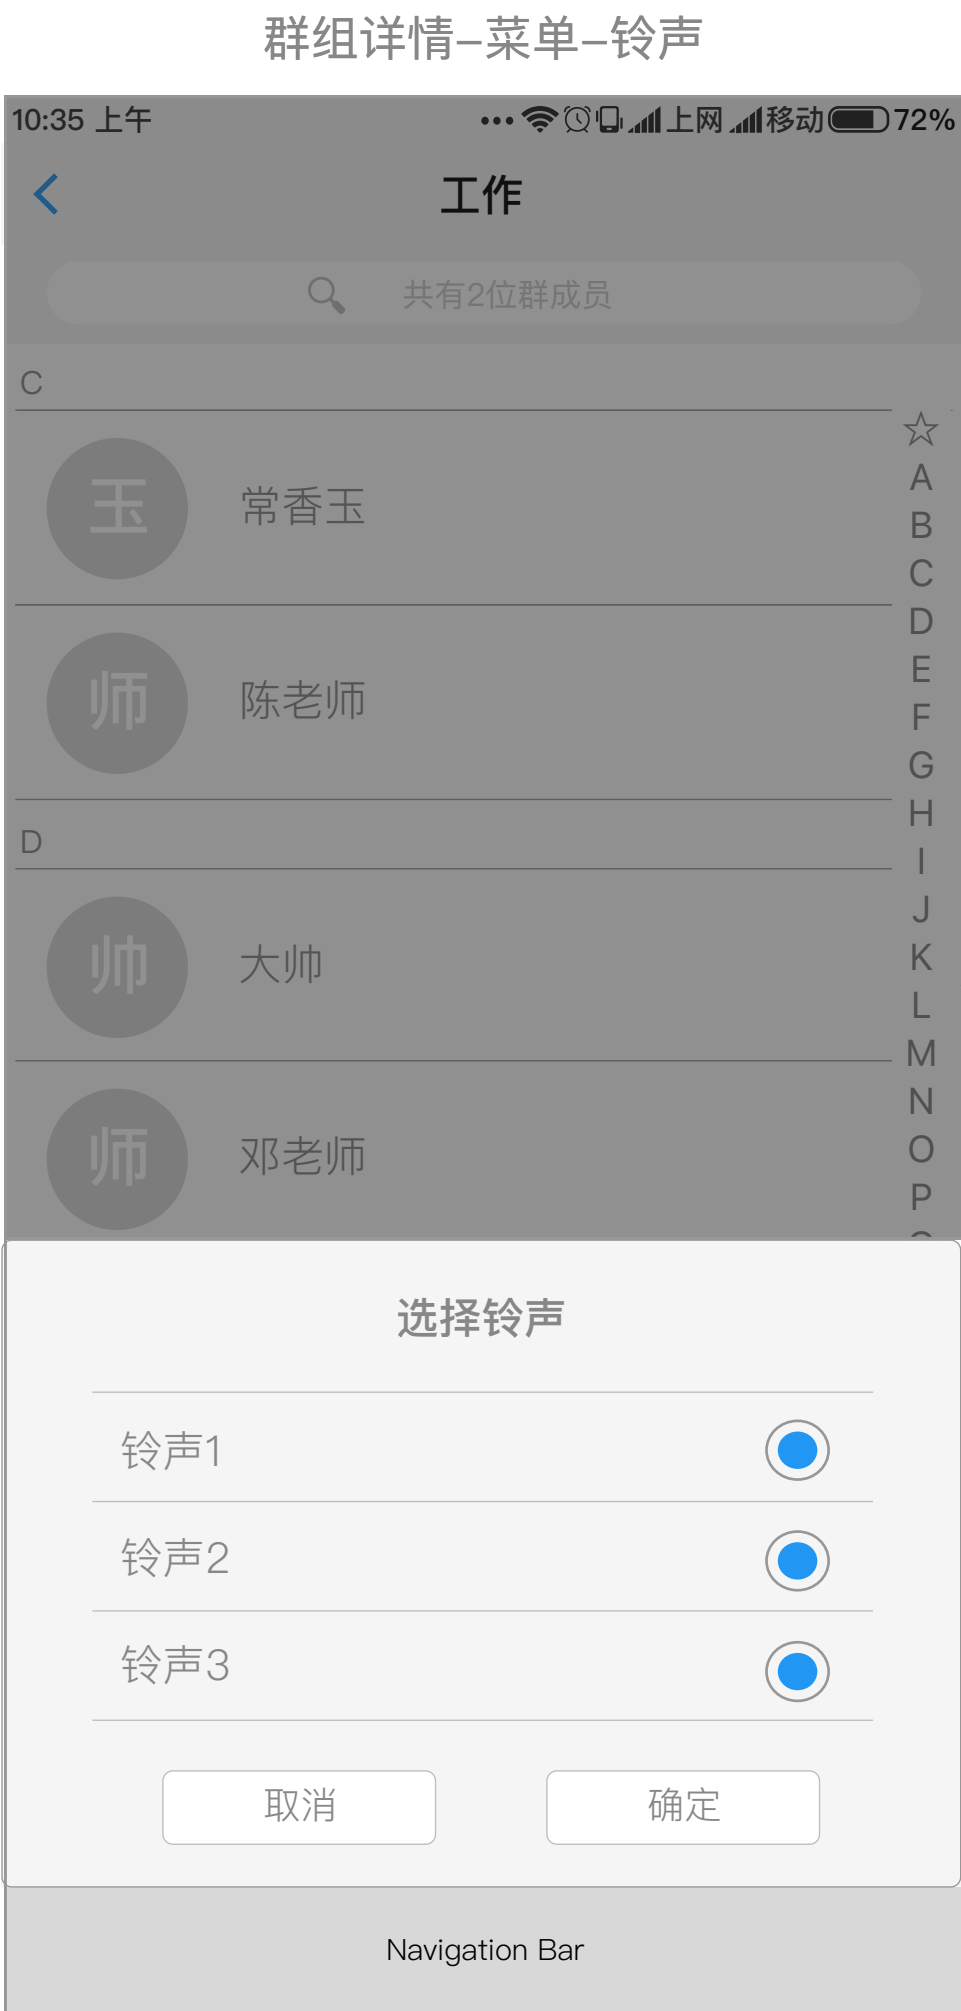 群组详情-菜单-铃声
10:35 上午
上网
移动
72%
工作
共有2位群成员
C
玉
常香玉
师
陈老师
D
帅
大帅
师
邓老师
☆
A
B
C
D
E
F
G
H
I
J
K
L
M
N
O
P
选择铃声
铃声1
铃声2
铃声3
取消
确定
Navigation Bar